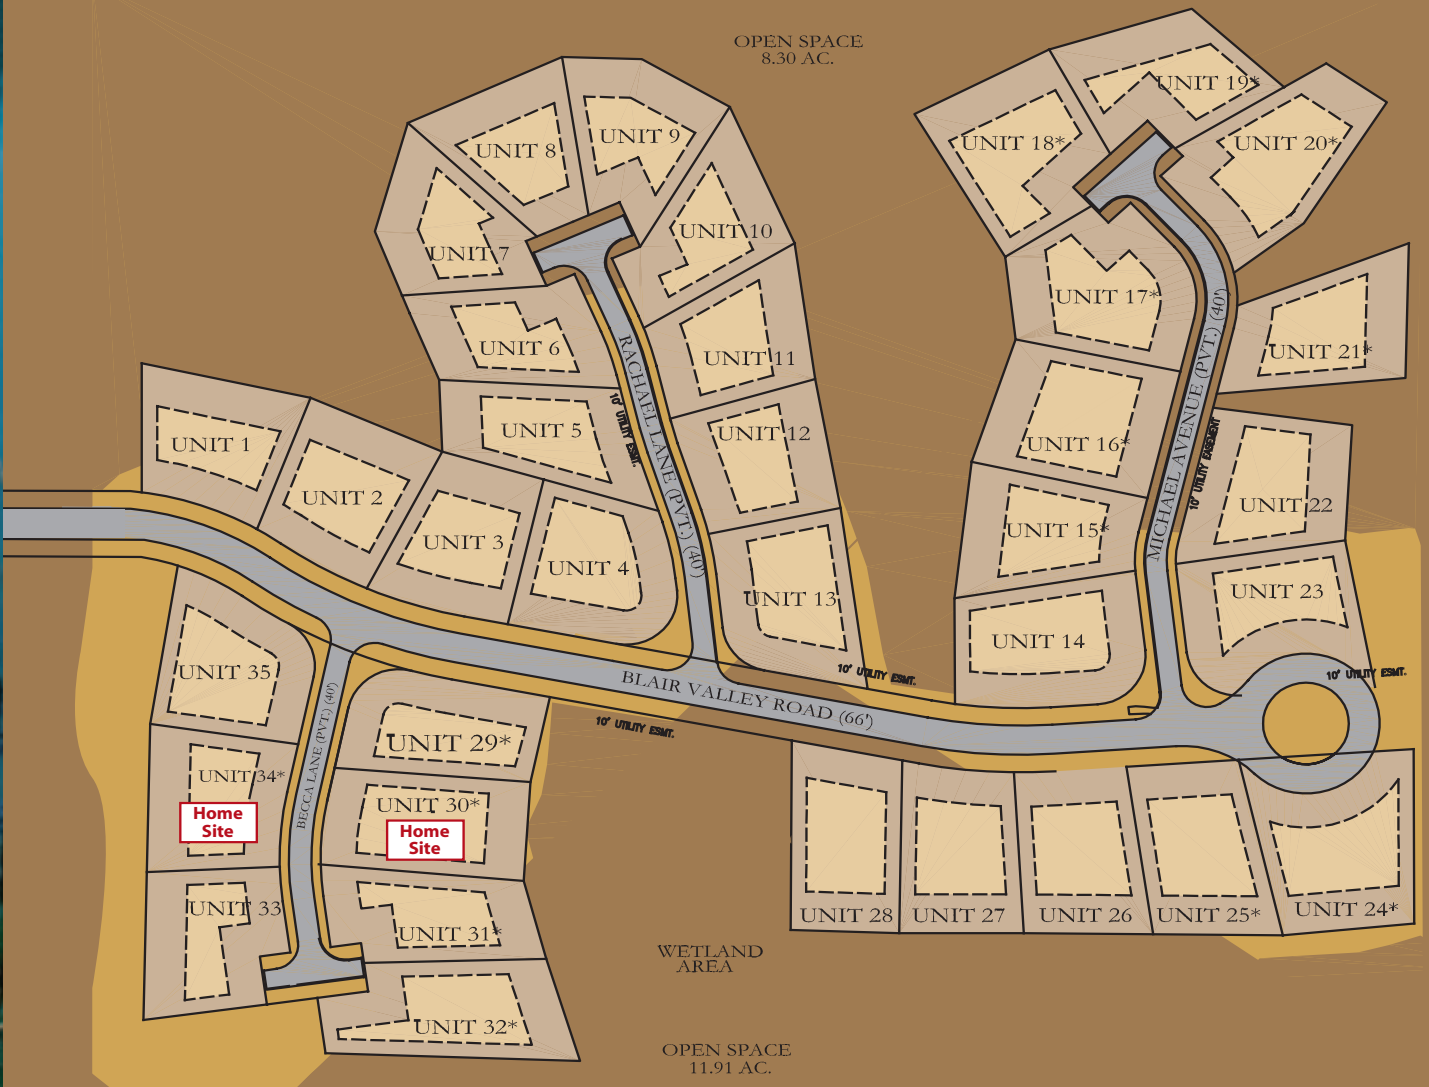 OPEN SPACE
8.30 AC.
UNIT 19*
UNIT 18*
UNIT 20*
UNIT 8
UNIT 9
UNIT 7
UNIT 10
UNIT 17*
UNIT 6
UNIT 11
UNIT 21*
RACHAEL LANE (PVT.) (40')
10' UTILITY ESMT.
MICHAEL AVENUE (PVT.) (40')
10' UTILITY EASEMENT
UNIT 1
UNIT 5
UNIT 12
UNIT 16*
UNIT 2
UNIT 22
UNIT 3
UNIT 15*
UNIT 4
UNIT 13
UNIT 23
UNIT 14
UNIT 35
10' UTILITY ESMT.
10' UTILITY ESMT.
BLAIR VALLEY ROAD (66')
10' UTILITY ESMT.
BECCA LANE (PVT.) (40')
UNIT 29*
UNIT 34*
Home
Site
UNIT 30*
Home
Site
UNIT 33
UNIT 31*
UNIT 32*
UNIT 28
UNIT 27
UNIT 26
UNIT 25*
UNIT 24*
WETLAND
AREA
OPEN SPACE
11.91 AC.